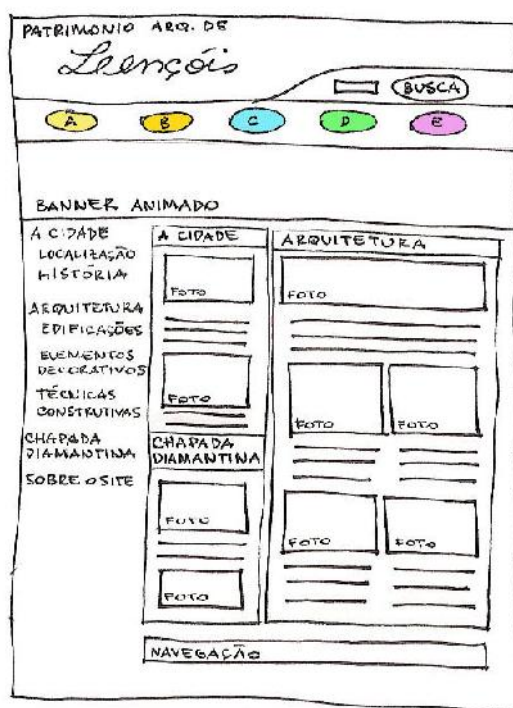 PATRIMONIO ARQ. DE
Leençóis
BUSCA
A B C D E
BANNER ANIMADO
A CIDADE
LOCALIZAÇÃO
HISTÓRIA
ARQUITETURA
EDIFICAÇÕES
ELEMENTOS
DECORATIVOS
TÉCNICAS
CONSTRUTIVAS
CHAPADA
DIAMANTINA
SOBRE O SITE
A CIDADE
FOTO
FOTO
CHAPADA
DIAMANTINA
FOTO
FOTO
ARQUITETURA
FOTO
FOTO FOTO
FOTO FOTO
NAVEGAÇÃO